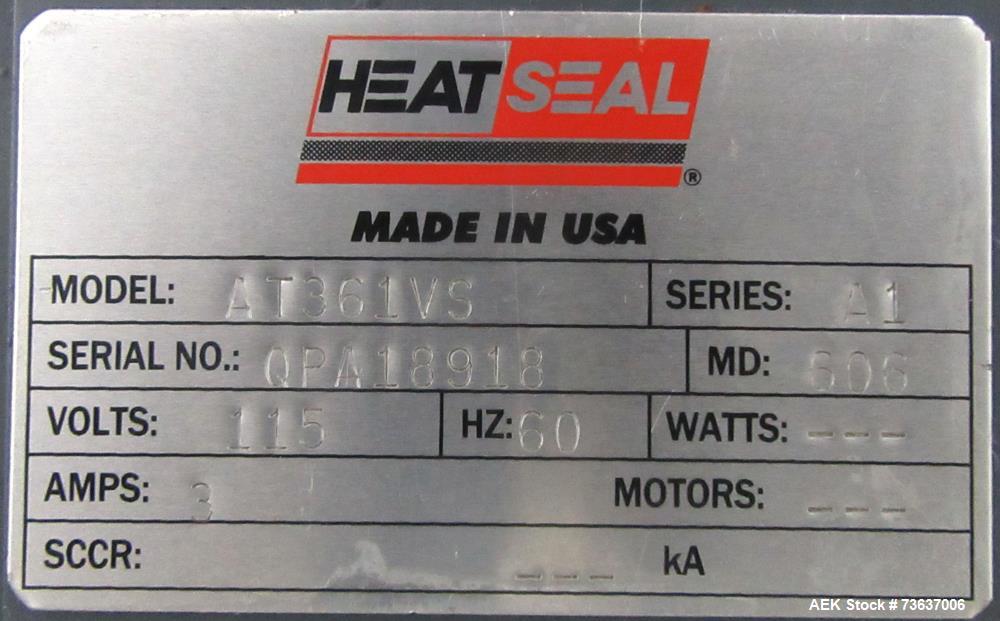 HEAT SEAL ®
MADE IN USA
MODEL: AT361VS SERIES: A1
SERIAL NO.: QPA18918 MD: 606
VOLTS: 115 HZ: 60 WATTS: ---
AMPS: 3 MOTORS: ---
SCCR: --- kA
AEK Stock # 73637006